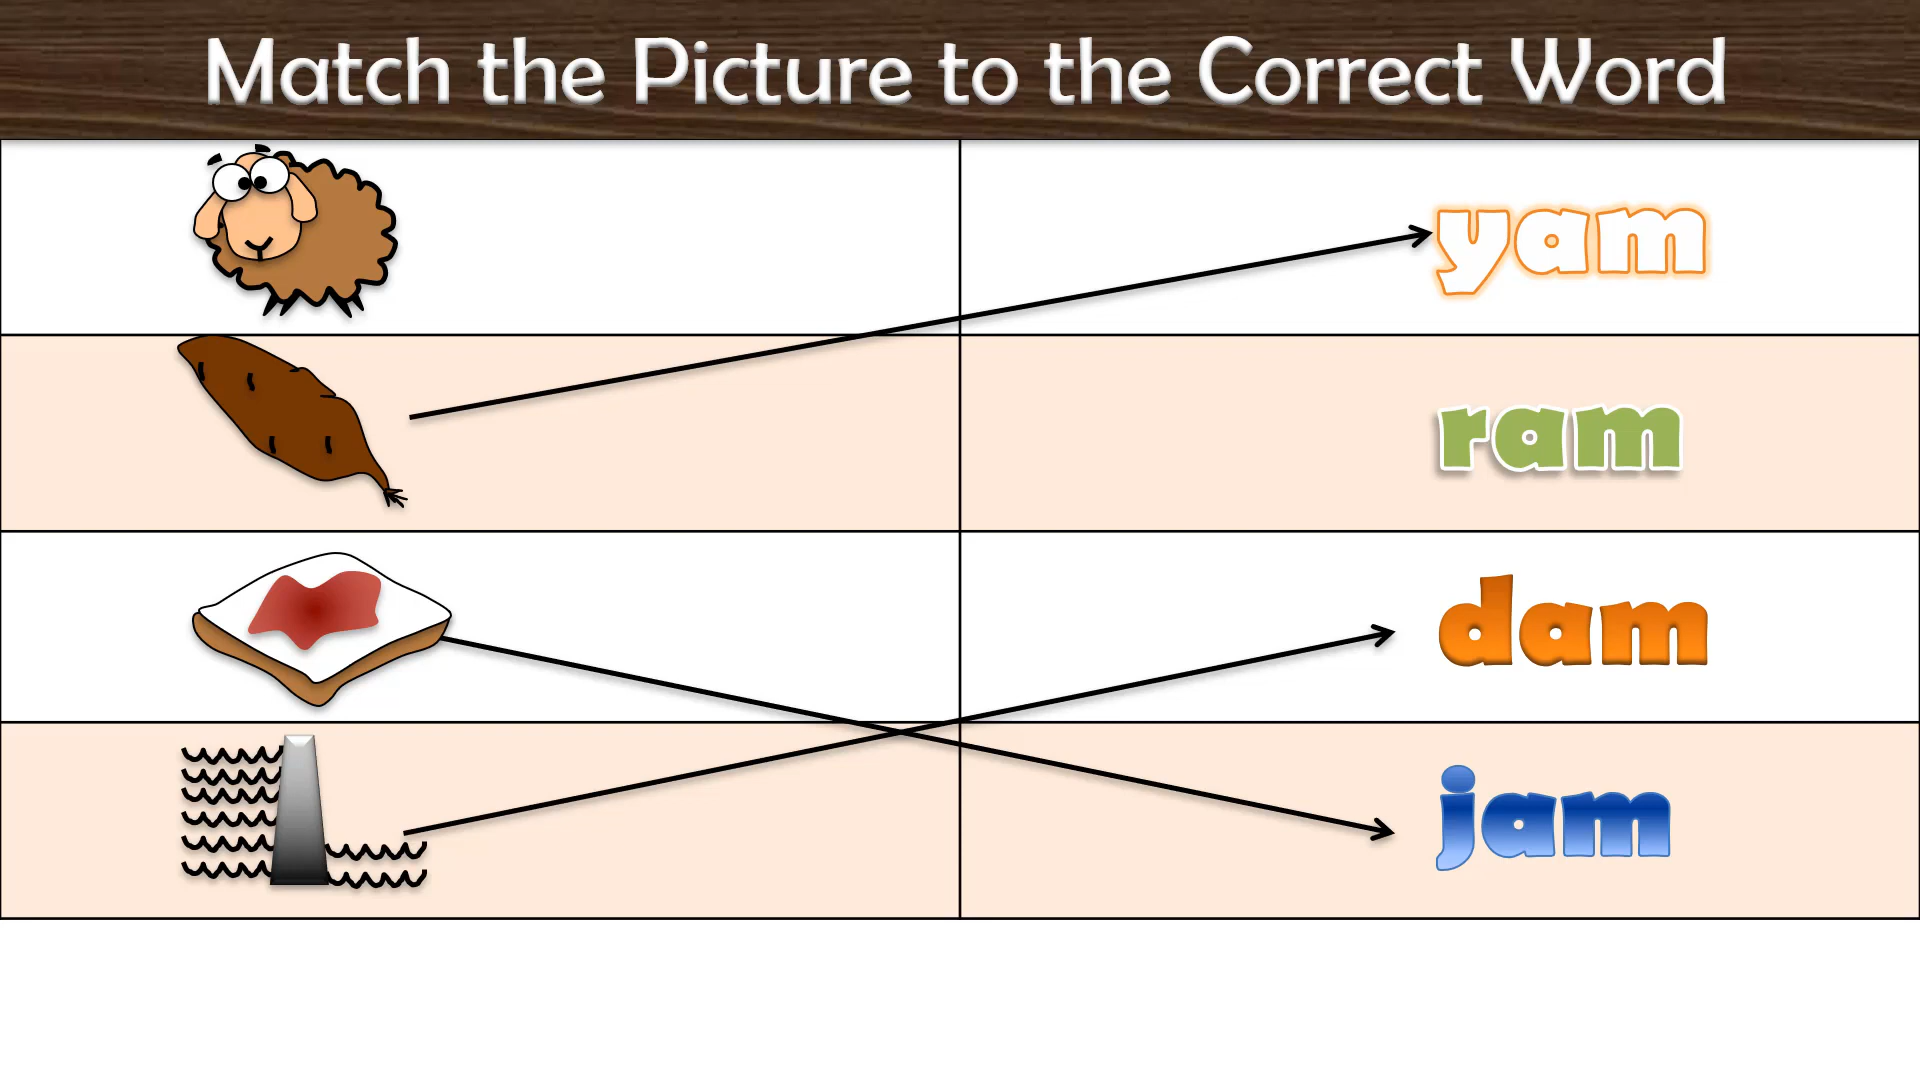 Match the Picture to the Correct Word
yam
ram
dam
jam